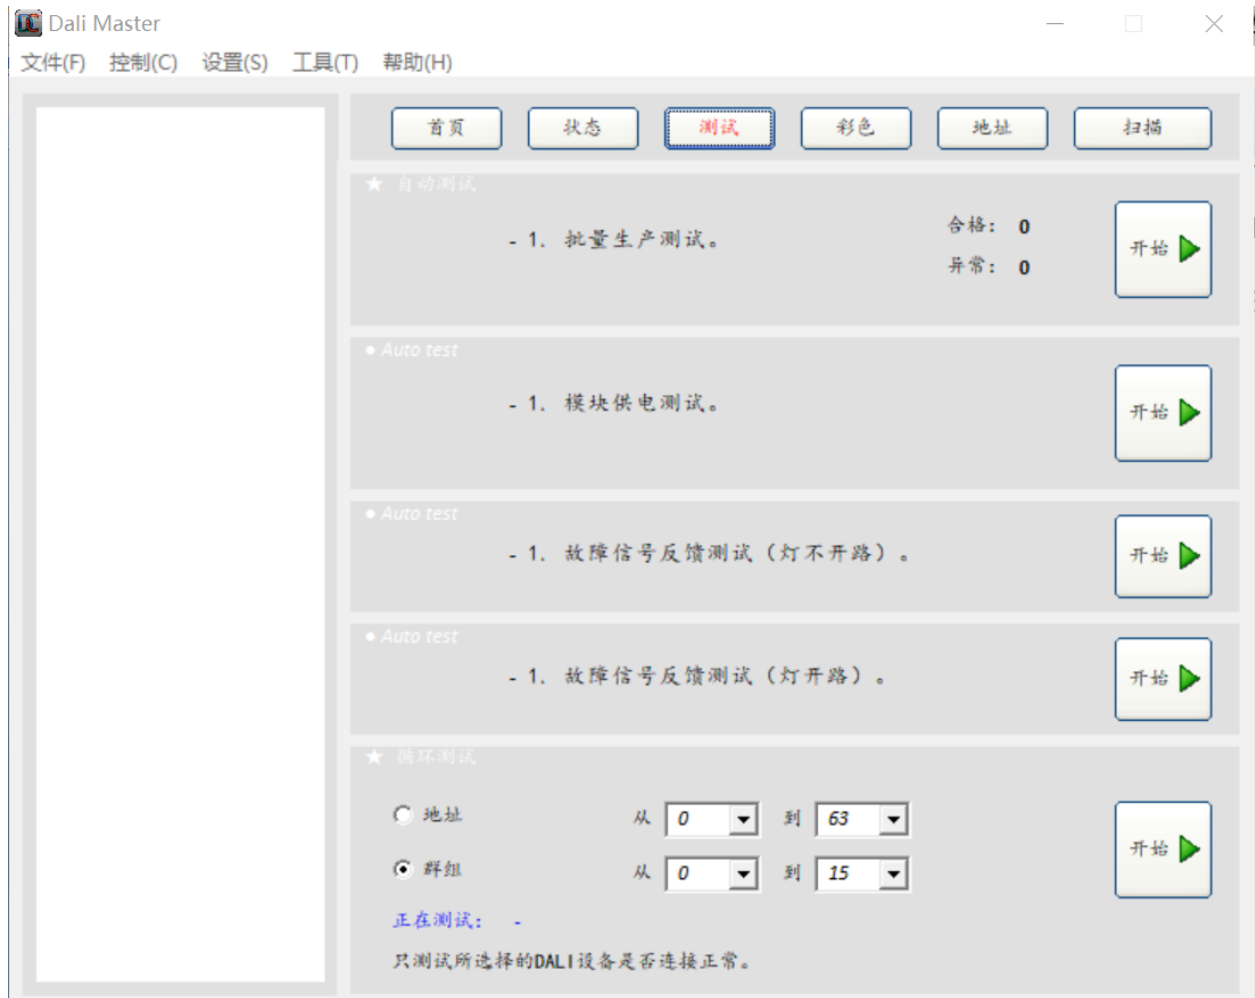 Dali Master
文件(F) 控制(C) 设置(S) 工具(T) 帮助(H)
首页 状态 测试 彩色 地址 扫描
★ 自动测试
- 1. 批量生产测试。
合格： 0
异常： 0
开始
● Auto test
- 1. 模块供电测试。
开始
● Auto test
- 1. 故障信号反馈测试（灯不开路）。
开始
● Auto test
- 1. 故障信号反馈测试（灯开路）。
开始
★ 循环测试
地址 从 0 到 63
群组 从 0 到 15
开始
正在测试： -
只测试所选择的DALI设备是否连接正常。